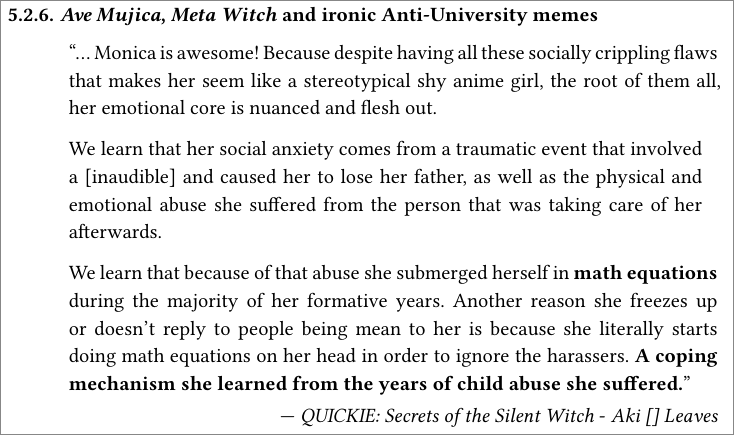 5.2.6. Ave Mujica, Meta Witch and ironic Anti-University memes
“… Monica is awesome! Because despite having all these socially crippling flaws
that makes her seem like a stereotypical shy anime girl, the root of them all,
her emotional core is nuanced and flesh out.
We learn that her social anxiety comes from a traumatic event that involved
a [inaudible] and caused her to lose her father, as well as the physical and
emotional abuse she suffered from the person that was taking care of her
afterwards.
We learn that because of that abuse she submerged herself in math equations
during the majority of her formative years. Another reason she freezes up
or doesn’t reply to people being mean to her is because she literally starts
doing math equations on her head in order to ignore the harassers. A coping
mechanism she learned from the years of child abuse she suffered.”
— QUICKIE: Secrets of the Silent Witch - Aki [] Leaves